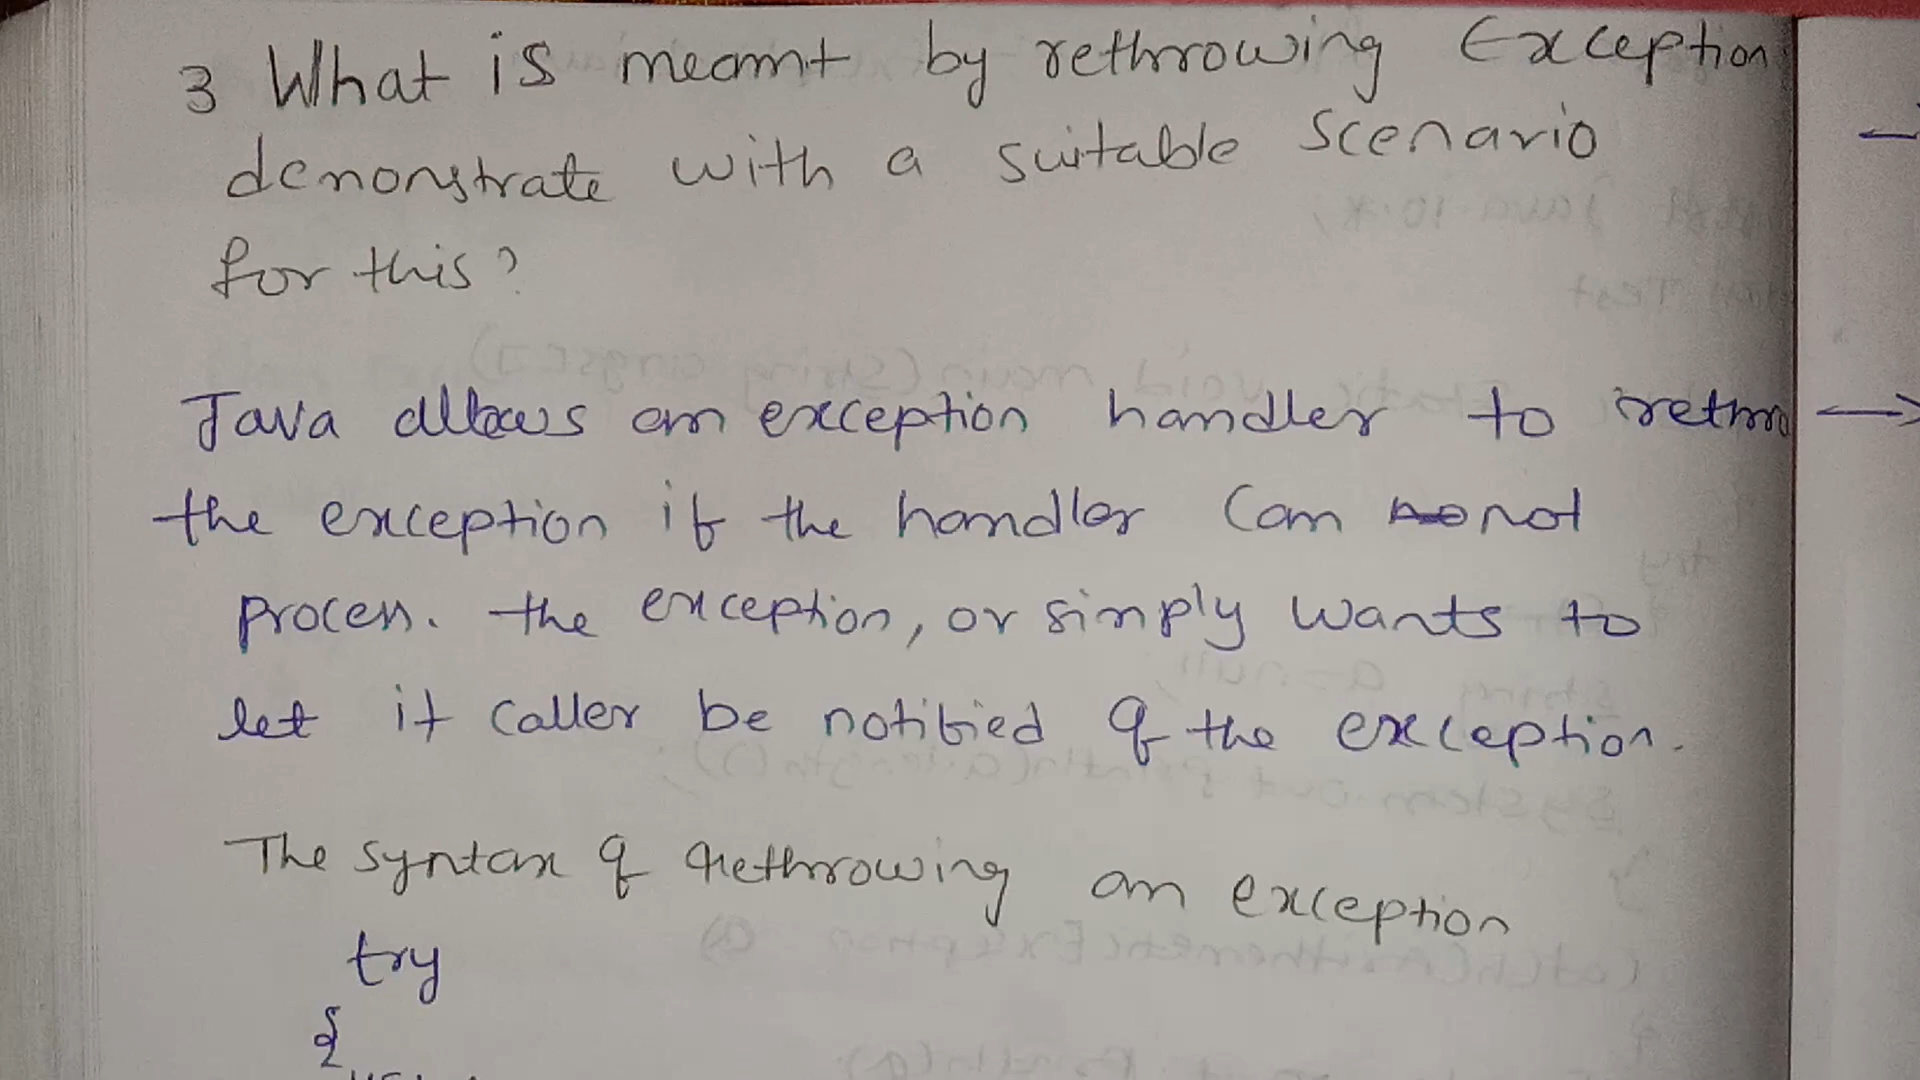 3 What is meant by rethrowing Exception
demonstrate with a suitable scenario
for this?
Java allows an exception handler to rethro
the exception if the handler can not
process. the exception, or simply wants to
let it caller be notified of the exception.
The syntax of rethrowing an exception
try
{